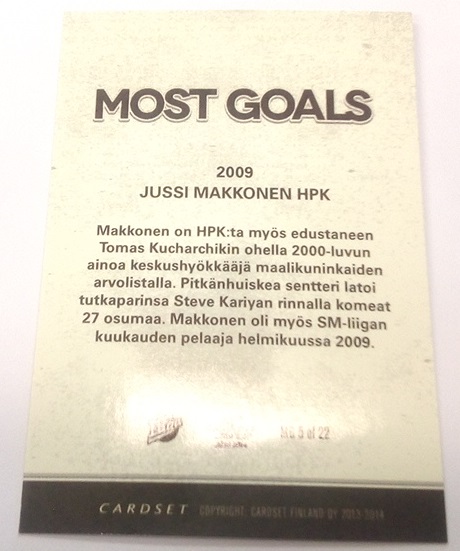 MOST GOALS
2009
JUSSI MAKKONEN HPK
Makkonen on HPK:ta myös edustaneen
Tomas Kucharchikin ohella 2000-luvun
ainoa keskushyökkääjä maalikuninkaiden
arvolistalla. Pitkänhuiskea sentteri latoi
tutkaparinsa Steve Kariyan rinnalla komeat
27 osumaa. Makkonen oli myös SM-liigan
kuukauden pelaaja helmikuussa 2009.
of 22
CARDSET COPYRIGHT: CARDSET FINLAND OY 2013-2014